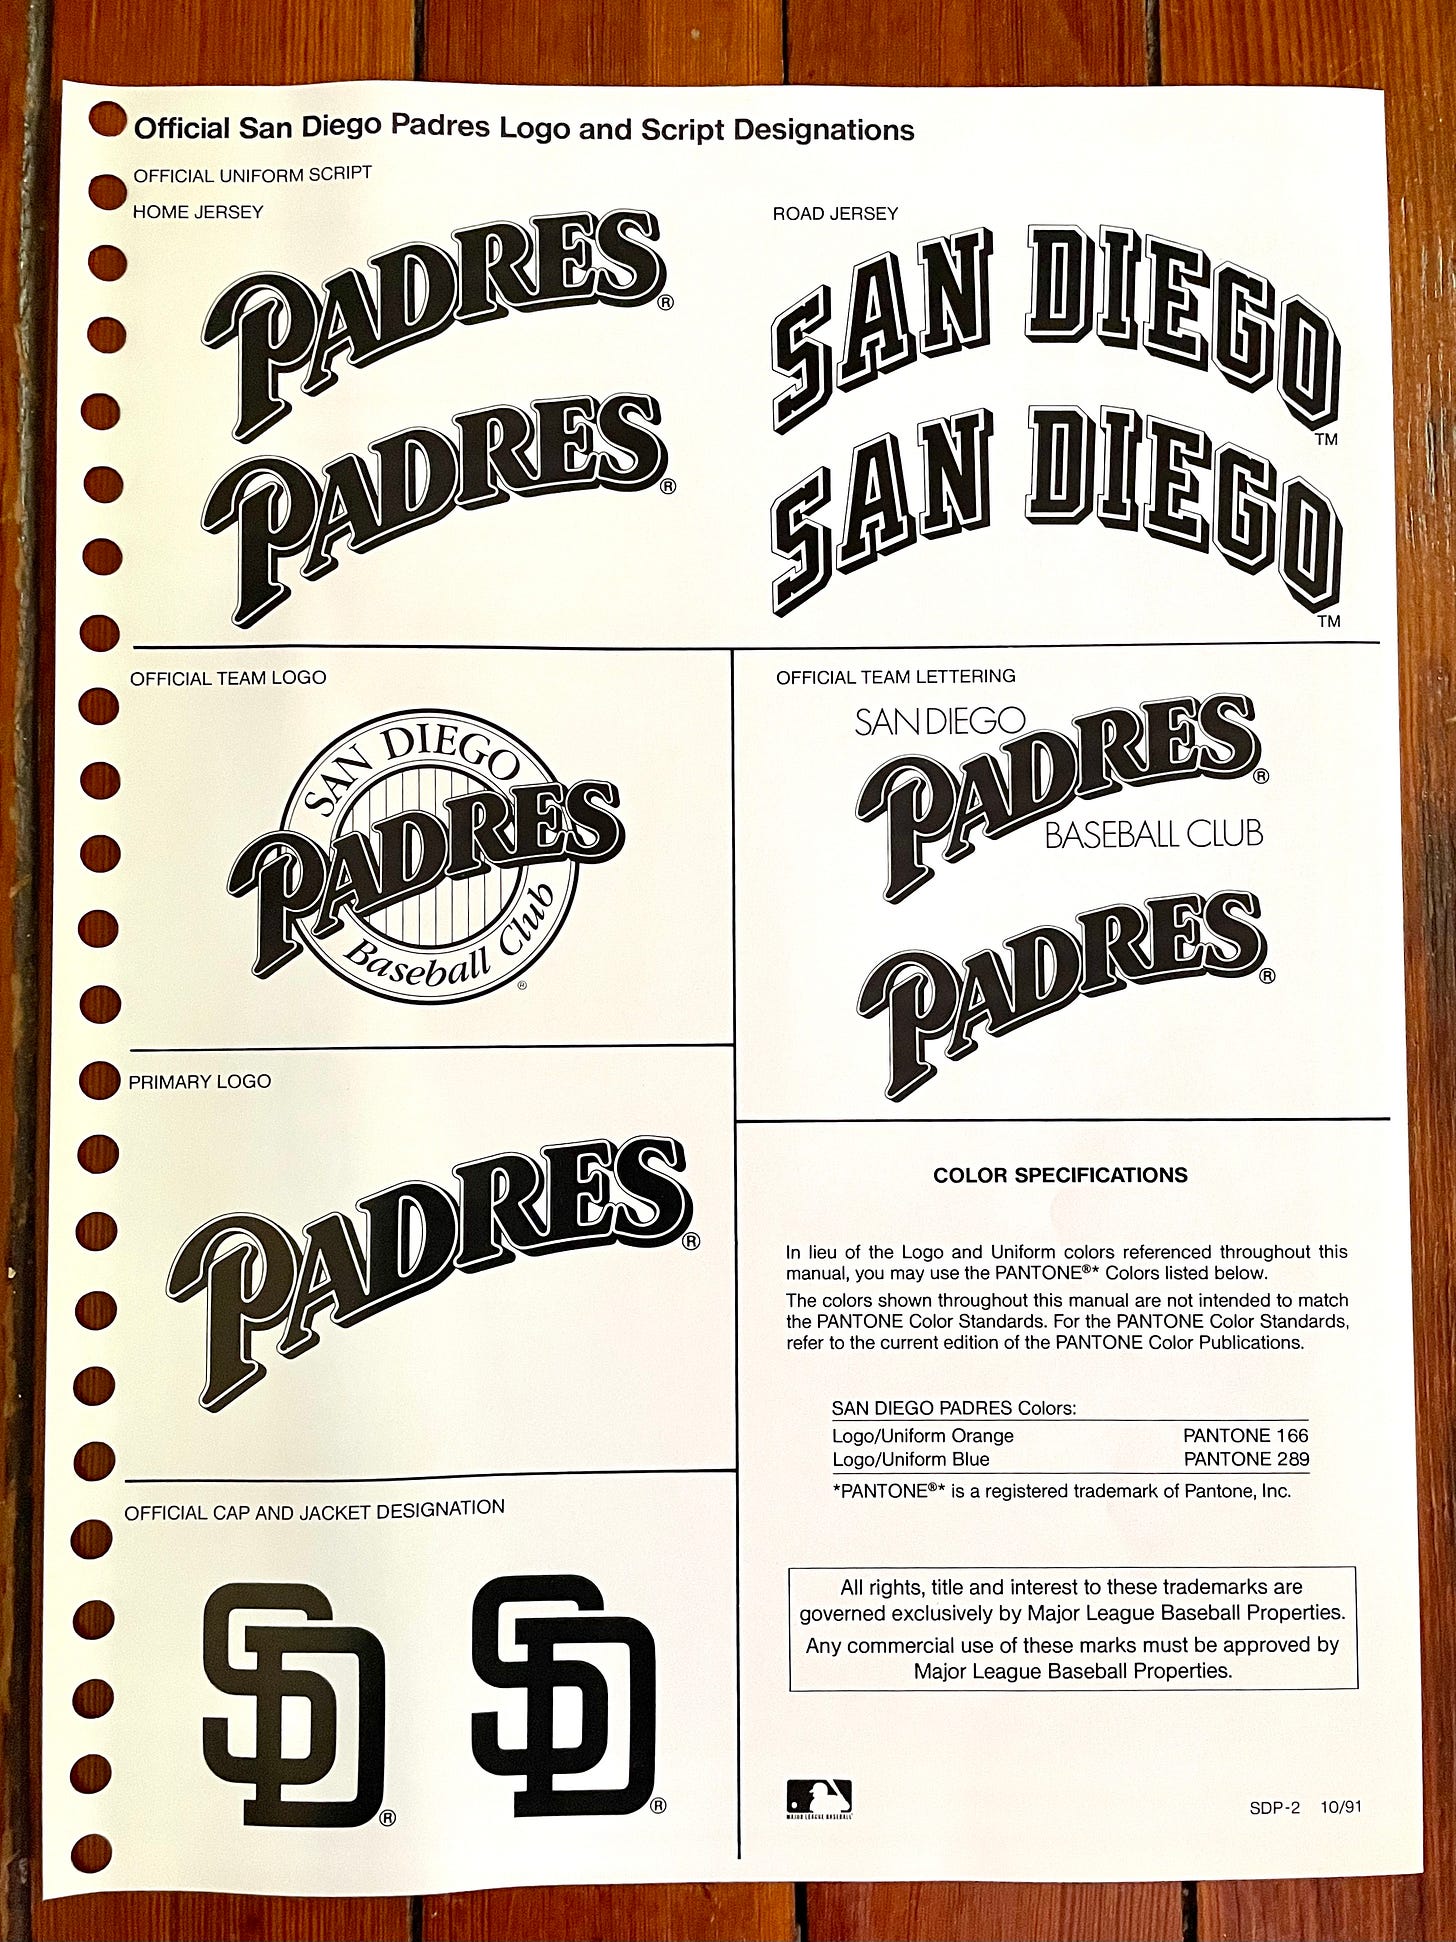 Official San Diego Padres Logo and Script Designations
OFFICIAL UNIFORM SCRIPT
HOME JERSEY
PADRES®
PADRES®
ROAD JERSEY
SAN DIEGO™
SAN DIEGO™
OFFICIAL TEAM LOGO
SAN DIEGO
PADRES
Baseball Club
®
OFFICIAL TEAM LETTERING
SAN DIEGO
PADRES®
BASEBALL CLUB
PADRES®
PRIMARY LOGO
PADRES®
OFFICIAL CAP AND JACKET DESIGNATION
SD® SD®
COLOR SPECIFICATIONS
In lieu of the Logo and Uniform colors referenced throughout this
manual, you may use the PANTONE®* Colors listed below.
The colors shown throughout this manual are not intended to match
the PANTONE Color Standards. For the PANTONE Color Standards,
refer to the current edition of the PANTONE Color Publications.
SAN DIEGO PADRES Colors:
Logo/Uniform Orange PANTONE 166
Logo/Uniform Blue PANTONE 289
*PANTONE®* is a registered trademark of Pantone, Inc.
All rights, title and interest to these trademarks are
governed exclusively by Major League Baseball Properties.
Any commercial use of these marks must be approved by
Major League Baseball Properties.
MAJOR LEAGUE BASEBALL
SDP-2 10/91